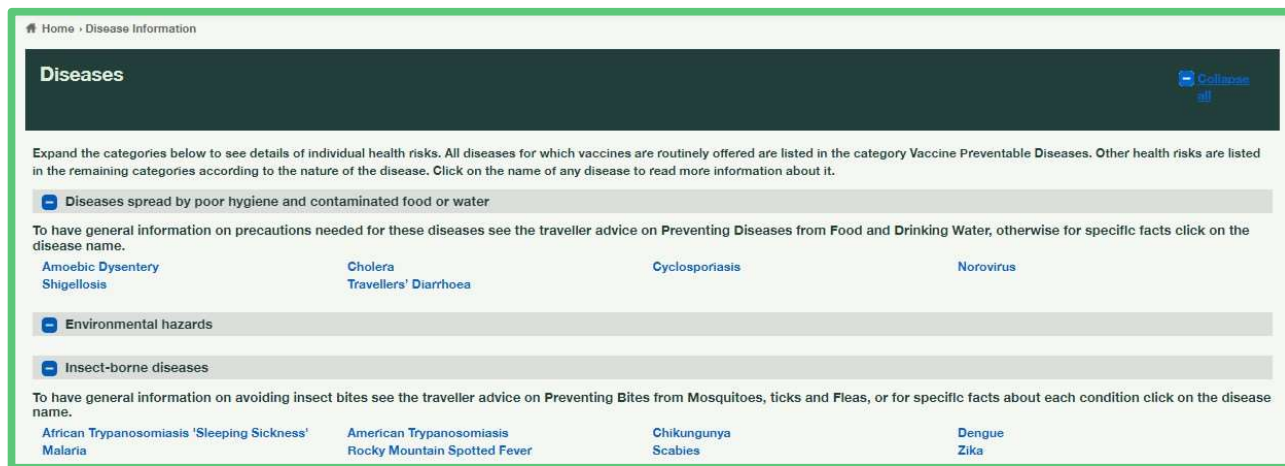 Home › Disease Information
Diseases
Collapse
all
Expand the categories below to see details of individual health risks. All diseases for which vaccines are routinely offered are listed in the category Vaccine Preventable Diseases. Other health risks are listed
in the remaining categories according to the nature of the disease. Click on the name of any disease to read more information about it.
Diseases spread by poor hygiene and contaminated food or water
To have general information on precautions needed for these diseases see the traveller advice on Preventing Diseases from Food and Drinking Water, otherwise for specific facts click on the
disease name.
Amoebic Dysentery Cholera Cyclosporiasis Norovirus
Shigellosis Travellers' Diarrhoea
Environmental hazards
Insect-borne diseases
To have general information on avoiding insect bites see the traveller advice on Preventing Bites from Mosquitoes, ticks and Fleas, or for specific facts about each condition click on the disease
name.
African Trypanosomiasis 'Sleeping Sickness' American Trypanosomiasis Chikungunya Dengue
Malaria Rocky Mountain Spotted Fever Scabies Zika